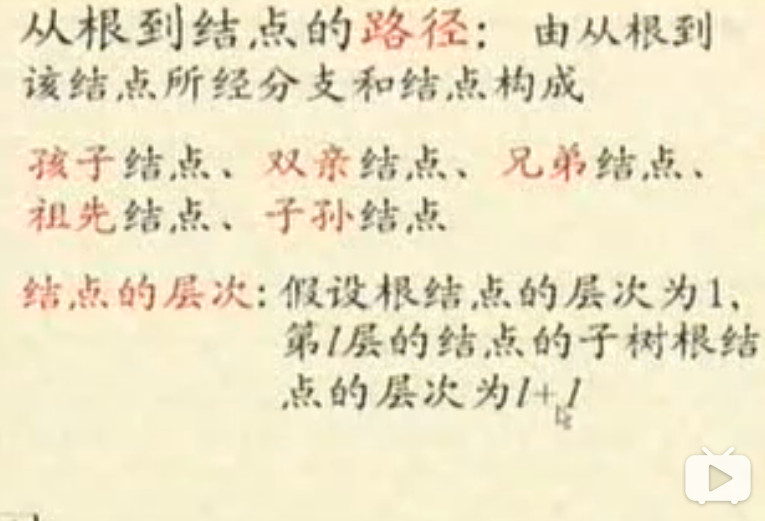 从根到结点的路径： 由从根到
该结点所经分支和结点构成
孩子结点、双亲结点、兄弟结点、
祖先结点、子孙结点
结点的层次：假设根结点的层次为1，
第l层的结点的子树根结
点的层次为l+1